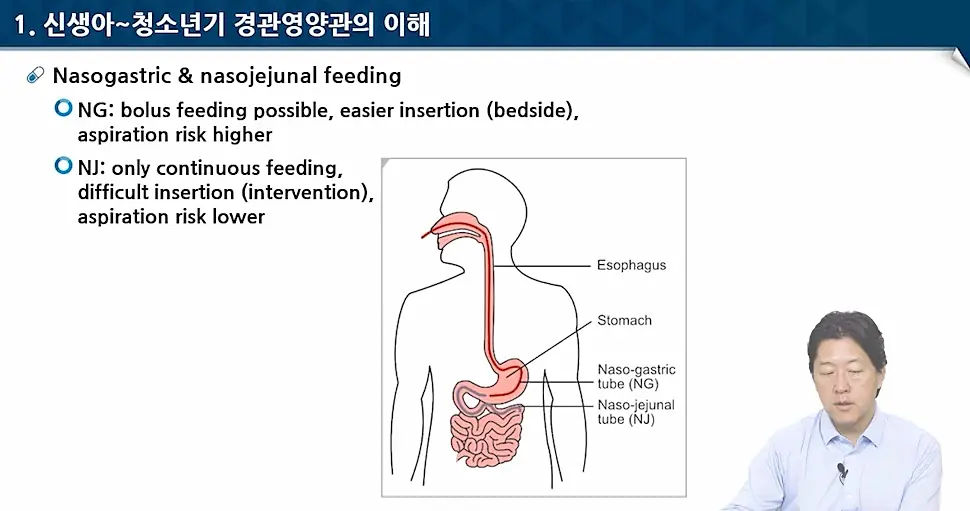 1. 신생아~청소년기 경관영양관의 이해
Nasogastric & nasojejunal feeding
NG: bolus feeding possible, easier insertion (bedside),
aspiration risk higher
NJ: only continuous feeding,
difficult insertion (intervention),
aspiration risk lower
Esophagus
Stomach
Naso-gastric
tube (NG)
Naso-jejunal
tube (NJ)